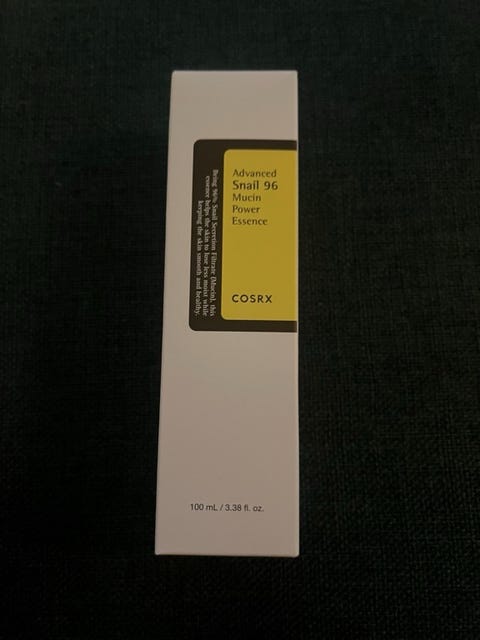 Advanced
Snail 96
Mucin
Power
Essence
COSRX
Being 96% Snail Secretion Filtrate (Mucin), this
essence helps the skin to lose less moist while
keeping the skin smooth and healthy.
100 mL / 3.38 fl. oz.